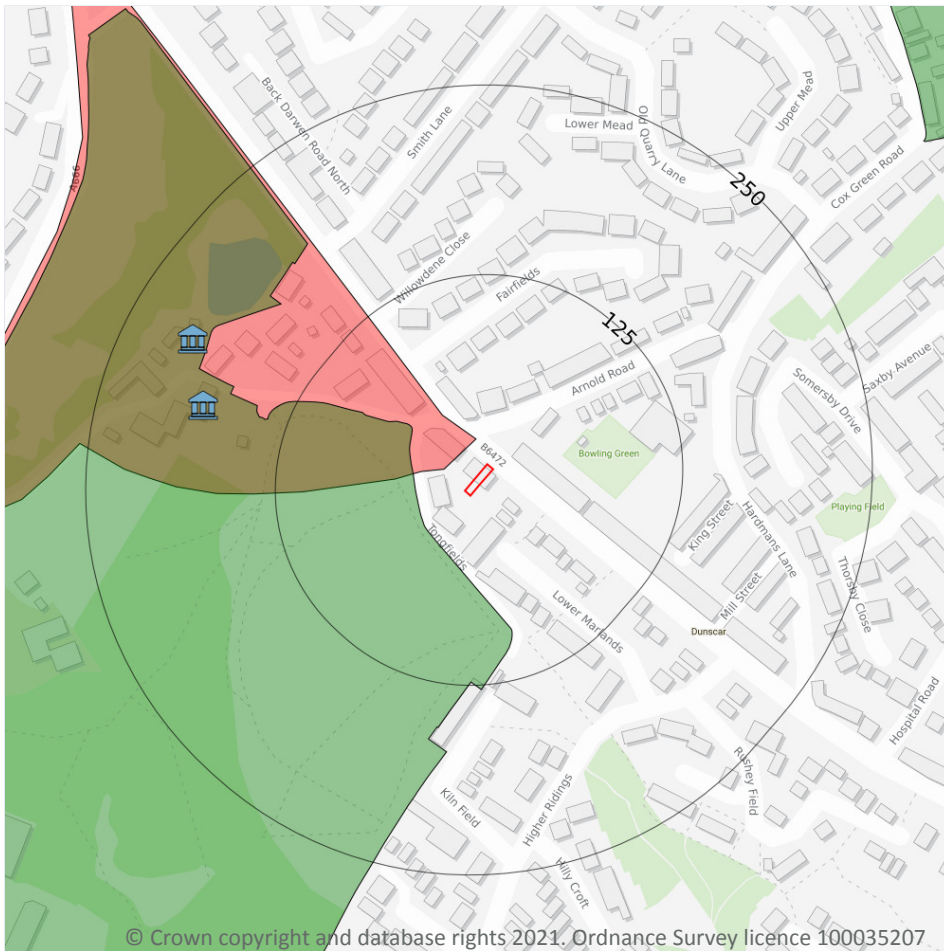 Back Darwen Road North
Smith Lane
Lower Mead
Old Quarry Lane
Upper Mead
Cox Green Road
A666
250
Willowdene Close
Fairfields
125
Arnold Road
Somersby Drive
Saxby Avenue
B6472
Bowling Green
Playing Field
King Street
Hardmans Lane
Longfields
Thorsby Close
Mill Street
Lower Marlands
Dunscar
Hospital Road
Rushey Field
Kiln Field
Higher Ridings
Hilly Croft
© Crown copyright and database rights 2021. Ordnance Survey licence 100035207